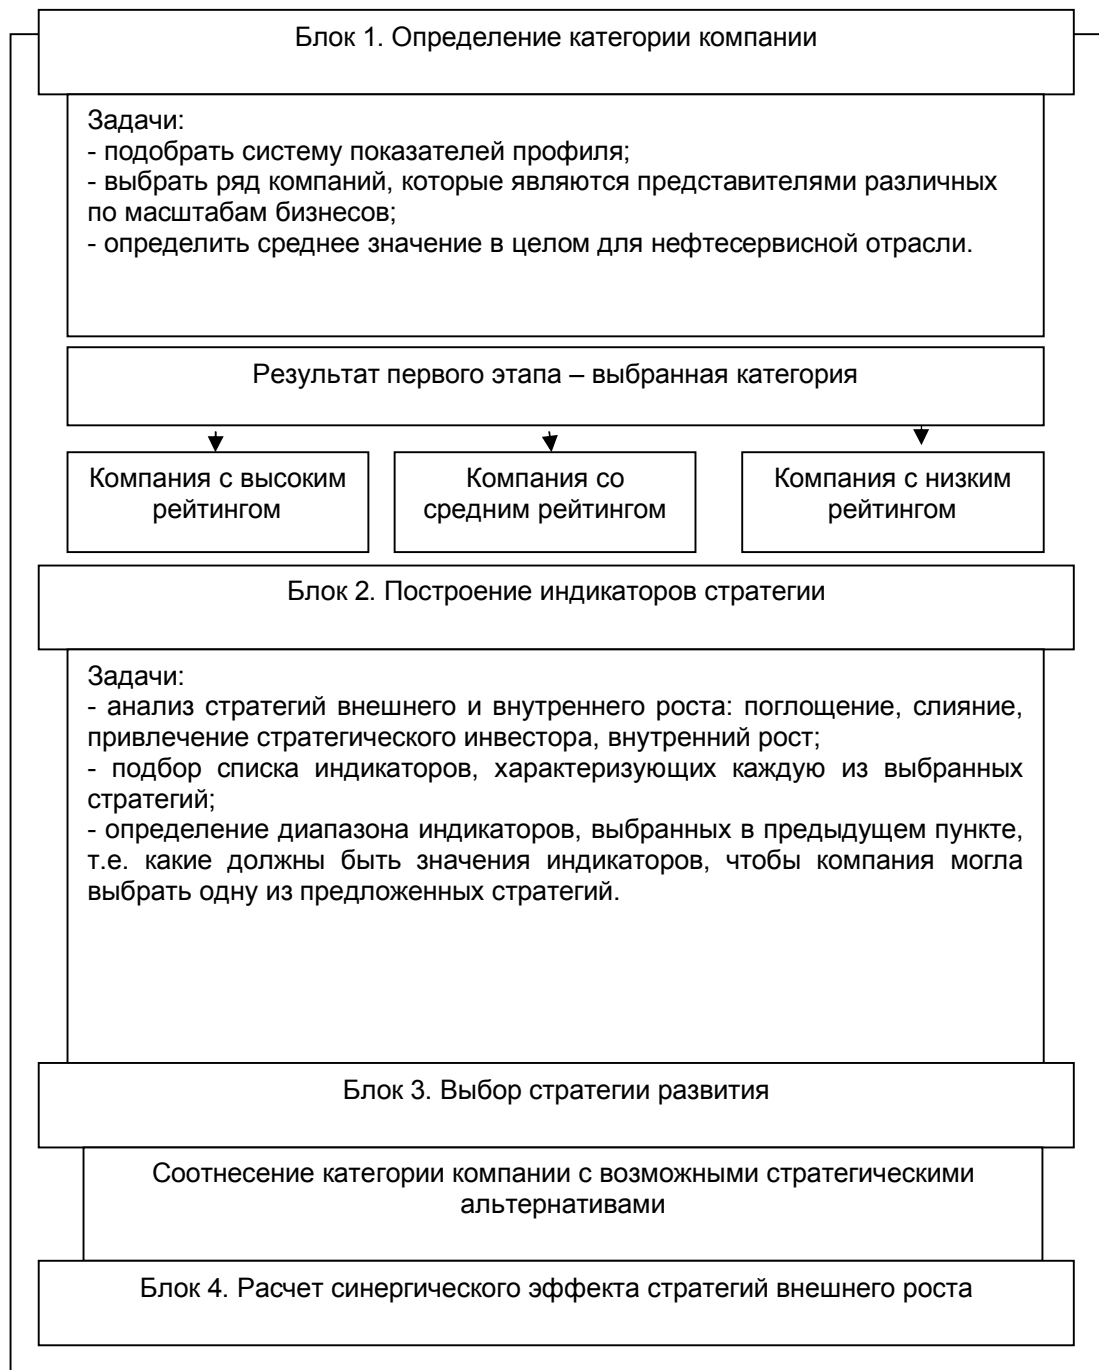 Блок 1. Определение категории компании
Задачи:
- подобрать систему показателей профиля;
- выбрать ряд компаний, которые являются представителями различных
по масштабам бизнесов;
- определить среднее значение в целом для нефтесервисной отрасли.
Результат первого этапа – выбранная категория
Компания с высоким
рейтингом
Компания со
средним рейтингом
Компания с низким
рейтингом
Блок 2. Построение индикаторов стратегии
Задачи:
- анализ стратегий внешнего и внутреннего роста: поглощение, слияние,
привлечение стратегического инвестора, внутренний рост;
- подбор списка индикаторов, характеризующих каждую из выбранных
стратегий;
- определение диапазона индикаторов, выбранных в предыдущем пункте,
т.е. какие должны быть значения индикаторов, чтобы компания могла
выбрать одну из предложенных стратегий.
Блок 3. Выбор стратегии развития
Соотнесение категории компании с возможными стратегическими
альтернативами
Блок 4. Расчет синергического эффекта стратегий внешнего роста